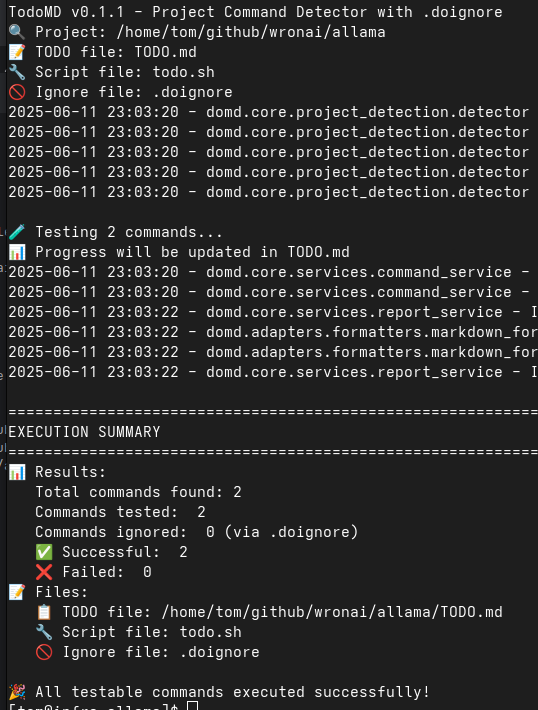 TodoMD v0.1.1 - Project Command Detector with .doignore
🔍 Project: /home/tom/github/wronai/allama
📝 TODO file: TODO.md
🔧 Script file: todo.sh
🚫 Ignore file: .doignore
2025-06-11 23:03:20 - domd.core.project_detection.detector
2025-06-11 23:03:20 - domd.core.project_detection.detector
2025-06-11 23:03:20 - domd.core.project_detection.detector
2025-06-11 23:03:20 - domd.core.project_detection.detector
2025-06-11 23:03:20 - domd.core.project_detection.detector
🧪 Testing 2 commands...
📊 Progress will be updated in TODO.md
2025-06-11 23:03:20 - domd.core.services.command_service -
2025-06-11 23:03:20 - domd.core.services.command_service -
2025-06-11 23:03:22 - domd.core.services.report_service - I
2025-06-11 23:03:22 - domd.adapters.formatters.markdown_for
2025-06-11 23:03:22 - domd.adapters.formatters.markdown_for
2025-06-11 23:03:22 - domd.core.services.report_service - I
============================================================
EXECUTION SUMMARY
============================================================
📊 Results:
Total commands found: 2
Commands tested:  2
Commands ignored:  0 (via .doignore)
✅ Successful:  2
❌ Failed:  0
📝 Files:
📋 TODO file: /home/tom/github/wronai/allama/TODO.md
🔧 Script file: todo.sh
🚫 Ignore file: .doignore
🎉 All testable commands executed successfully!